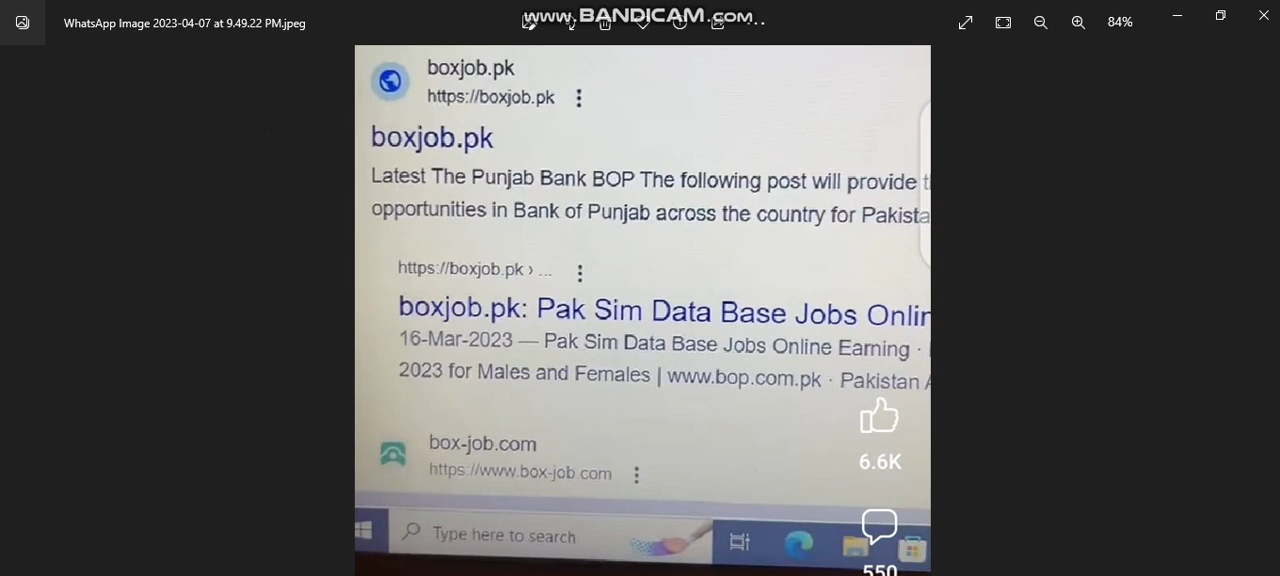 WhatsApp Image 2023-04-07 at 9.49.22 PM.jpeg
www.BANDICAM.com
84%
boxjob.pk
https://boxjob.pk
boxjob.pk
Latest The Punjab Bank BOP The following post will provide
opportunities in Bank of Punjab across the country for
https://boxjob.pk › ...
boxjob.pk: Pak Sim Data Base Jobs
16-Mar-2023 — Pak Sim Data Base Jobs Online Earning ·
2023 for Males and Females | www.bop.com.pk · Pakistan
6.6K
box-job.com
https://www.box-job.com
Type here to search
550